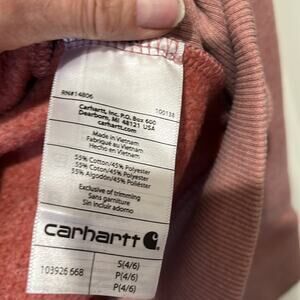 RN#14806
100133
Carhartt, Inc. P.O. Box 600
Dearborn, MI 48121 USA
carhartt.com
Made in Vietnam
Fabriqué au Vietnam
Hecho en Vietnam
55% Cotton/45% Polyester
55% Coton/45% Polyester
55% Algodón/45% Poliéster
Exclusive of trimming
Sans garniture
Sin incluir adorno
carhartt
103926 668
S(4/6)
P(4/6)
P(4/6)